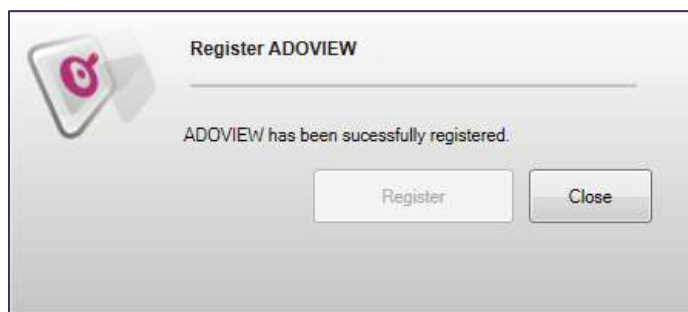 Register ADOVIEW
ADOVIEW has been sucessfully registered.
Register
Close